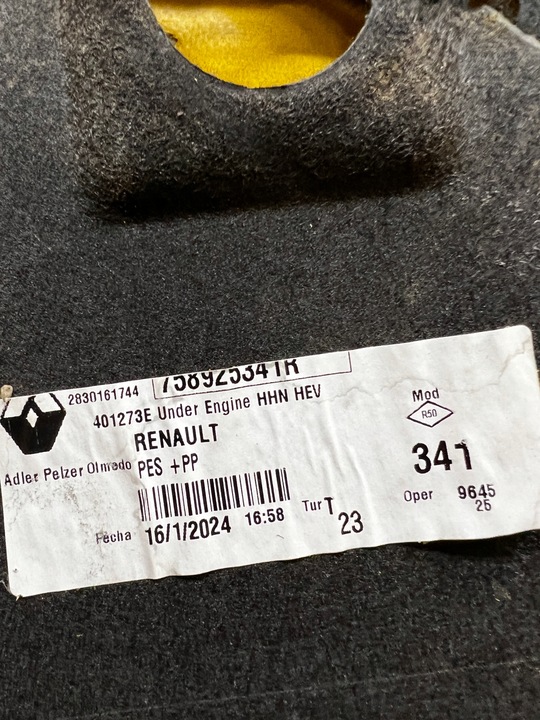 2830161744 758925341R
401273E Under Engine HHN HEV
RENAULT
Adler Pelzer Olmedo PES +PP
Mod
R50
341
Fecha 16/1/2024 16:58 Tur T
23
Oper 9645
25